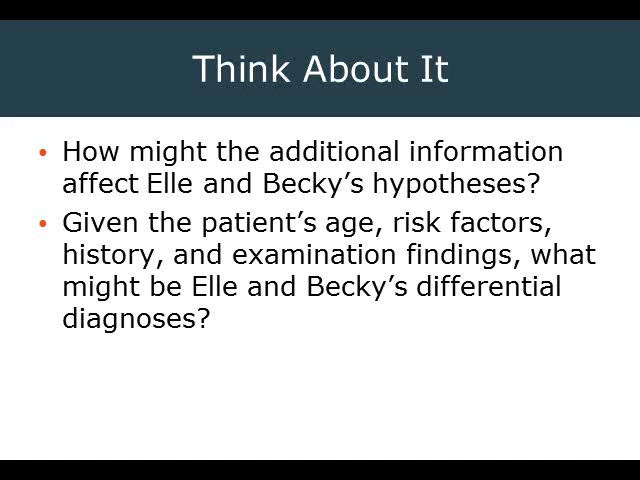 Think About It
• How might the additional information
affect Elle and Becky's hypotheses?
• Given the patient's age, risk factors,
history, and examination findings, what
might be Elle and Becky's differential
diagnoses?